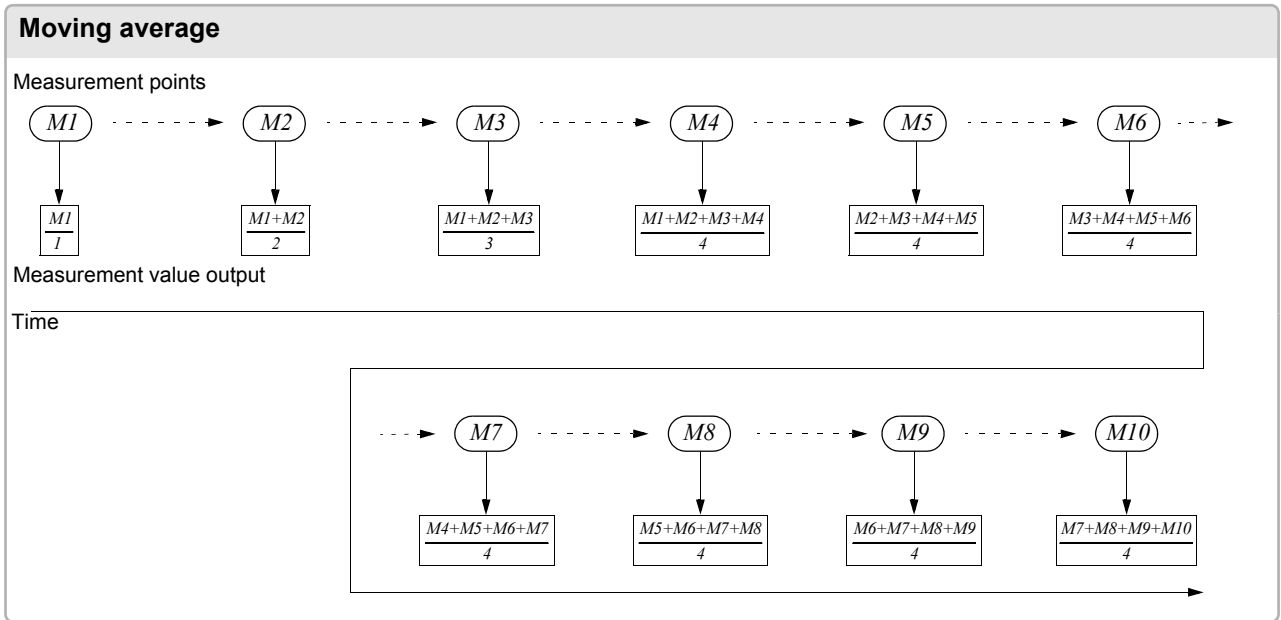 Moving average
Measurement points
M1 M2 M3 M4 M5 M6
M1 M1+M2 M1+M2+M3 M1+M2+M3+M4 M2+M3+M4+M5 M3+M4+M5+M6
1 2 3 4 4 4
Measurement value output
Time
M7 M8 M9 M10
M4+M5+M6+M7 M5+M6+M7+M8 M6+M7+M8+M9 M7+M8+M9+M10
4 4 4 4